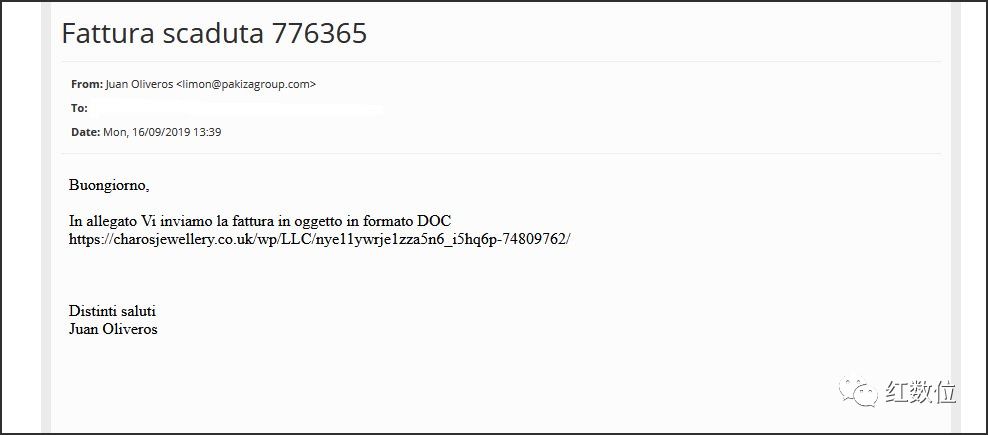 Fattura scaduta 776365
From: Juan Oliveros <limon@pakizagroup.com>
To:
Date: Mon, 16/09/2019 13:39
Buongiorno,
In allegato Vi inviamo la fattura in oggetto in formato DOC
https://charosjewellery.co.uk/wp/LLC/nye11ywrje1zza5n6_i5hq6p-74809762/
Distinti saluti
Juan Oliveros
红数位